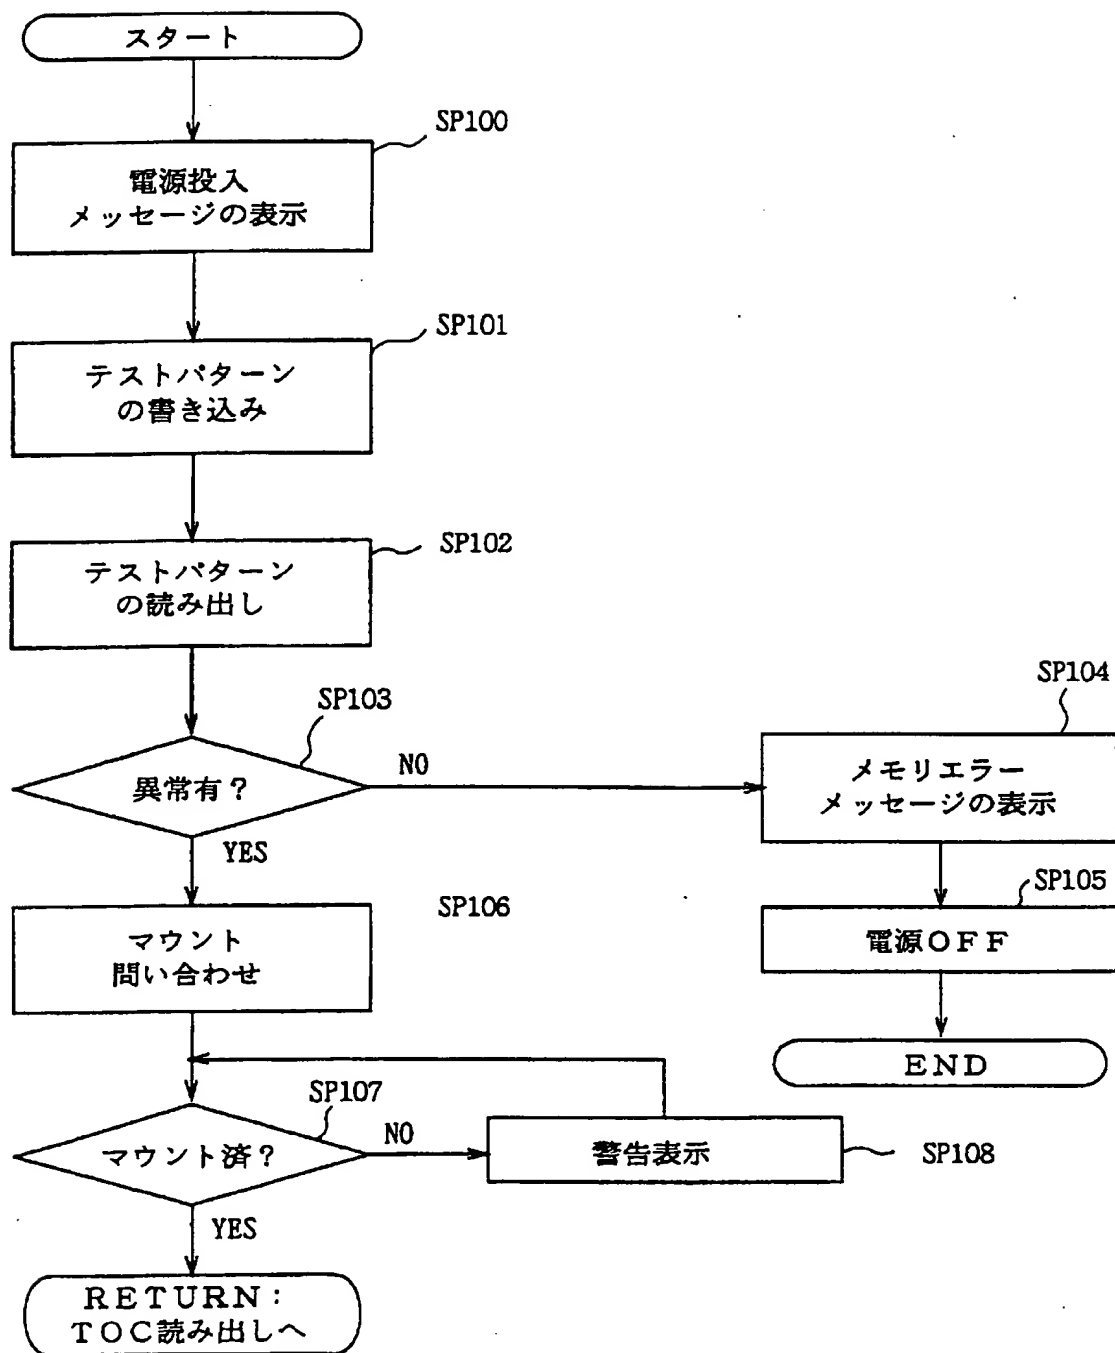 スタート
SP100
電源投入
メッセージの表示
SP101
テストパターン
の書き込み
SP102
テストパターン
の読み出し
SP103
異常有？
NO
YES
SP104
メモリエラー
メッセージの表示
SP105
電源OFF
END
SP106
マウント
問い合わせ
SP107
マウント済？
NO
YES
警告表示
SP108
RETURN：
TOC読み出しへ